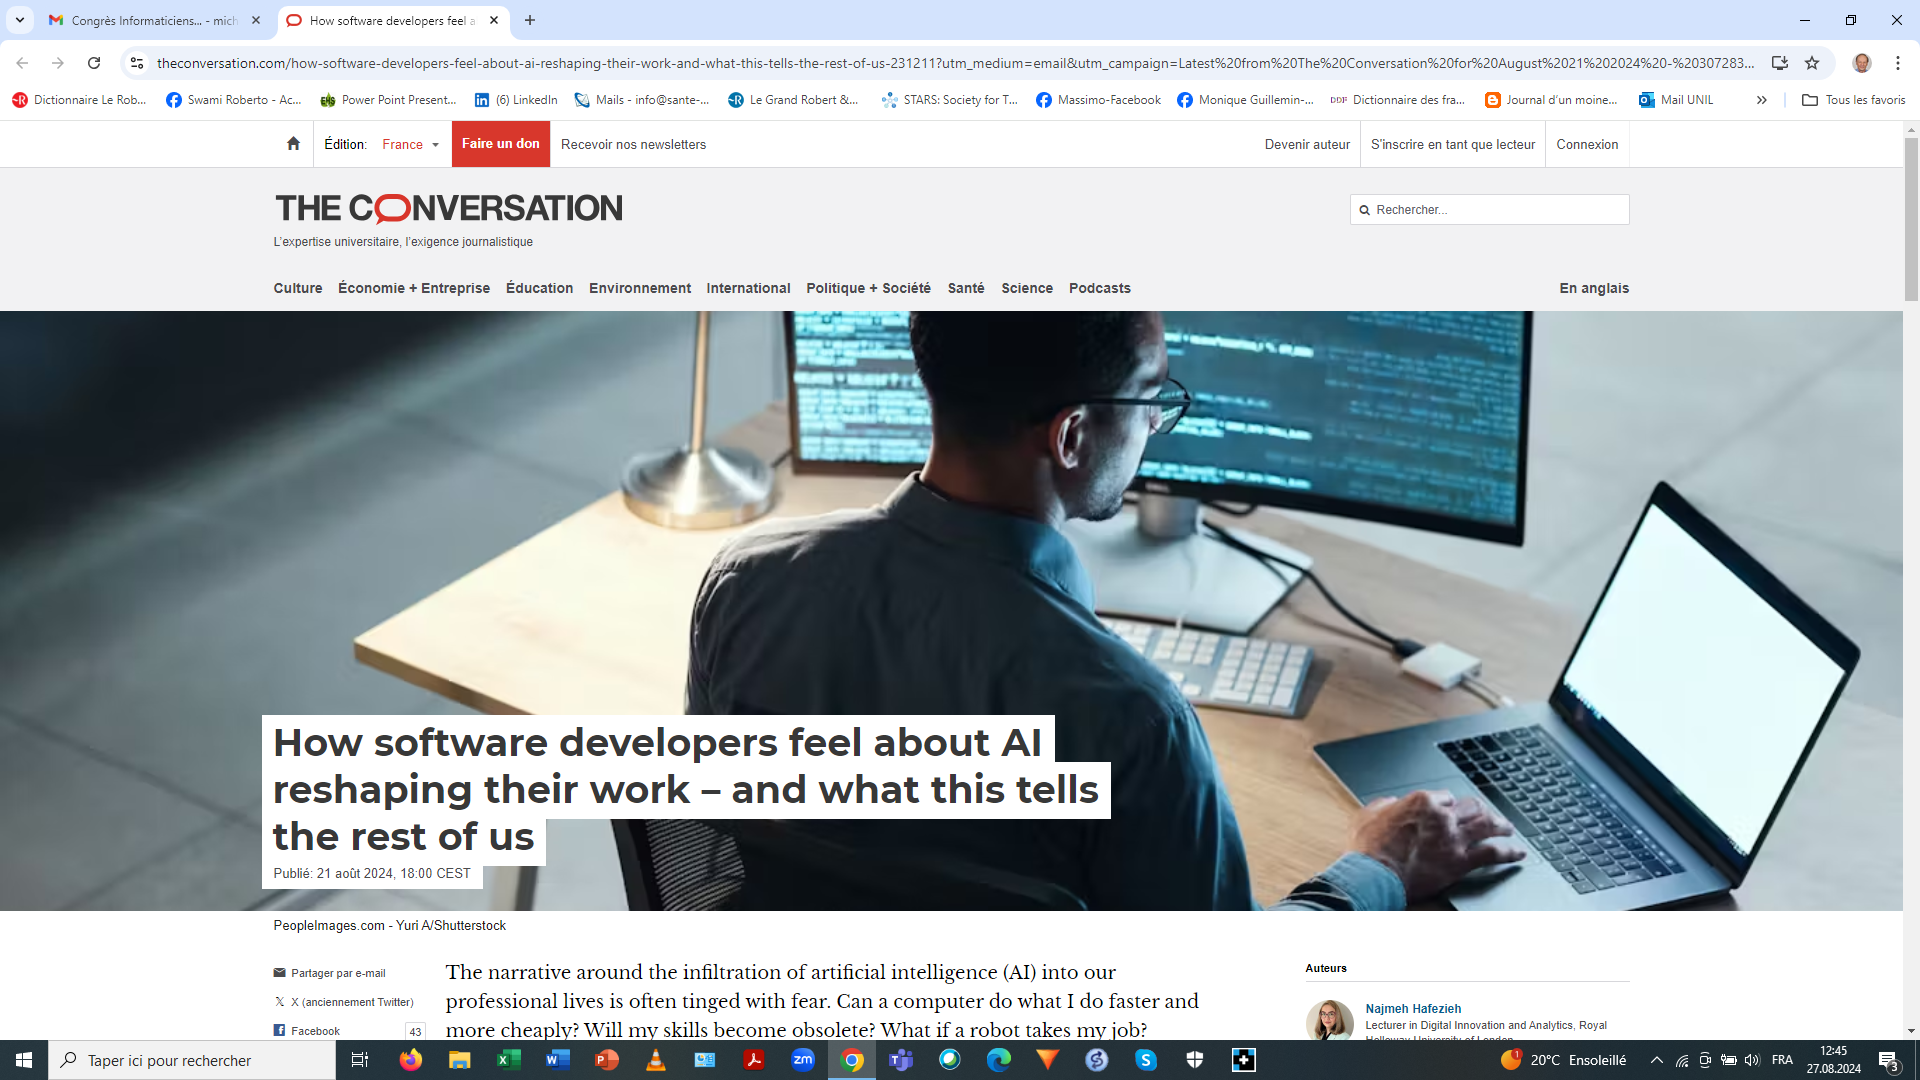 Congrès Informaticiens... - mich
How software developers feel a
theconversation.com/how-software-developers-feel-about-ai-reshaping-their-work-and-what-this-tells-the-rest-of-us-231211?utm_medium=email&utm_campaign=Latest%20from%20The%20Conversation%20for%20August%2021%202024%20-%20307283...
Dictionnaire Le Rob... Swami Roberto - Ac... Power Point Present... (6) LinkedIn Mails - info@sante-... Le Grand Robert &... STARS: Society for T... Massimo-Facebook Monique Guillemin-... DDF Dictionnaire des fra... Journal d'un moine... Mail UNIL » Tous les favoris
Édition: France Faire un don Recevoir nos newsletters Devenir auteur S'inscrire en tant que lecteur Connexion
THE CONVERSATION
Rechercher...
L'expertise universitaire, l'exigence journalistique
Culture Économie + Entreprise Éducation Environnement International Politique + Société Santé Science Podcasts En anglais
How software developers feel about AI
reshaping their work – and what this tells
the rest of us
Publié: 21 août 2024, 18:00 CEST
PeopleImages.com - Yuri A/Shutterstock
Partager par e-mail
X (anciennement Twitter)
Facebook 43
The narrative around the infiltration of artificial intelligence (AI) into our
professional lives is often tinged with fear. Can a computer do what I do faster and
more cheaply? Will my skills become obsolete? What if a robot takes my job?
Auteurs
Najmeh Hafezieh
Lecturer in Digital Innovation and Analytics, Royal
Holloway University of London
Taper ici pour rechercher
zm
1
20°C Ensoleillé
FRA
12:45
27.08.2024
3